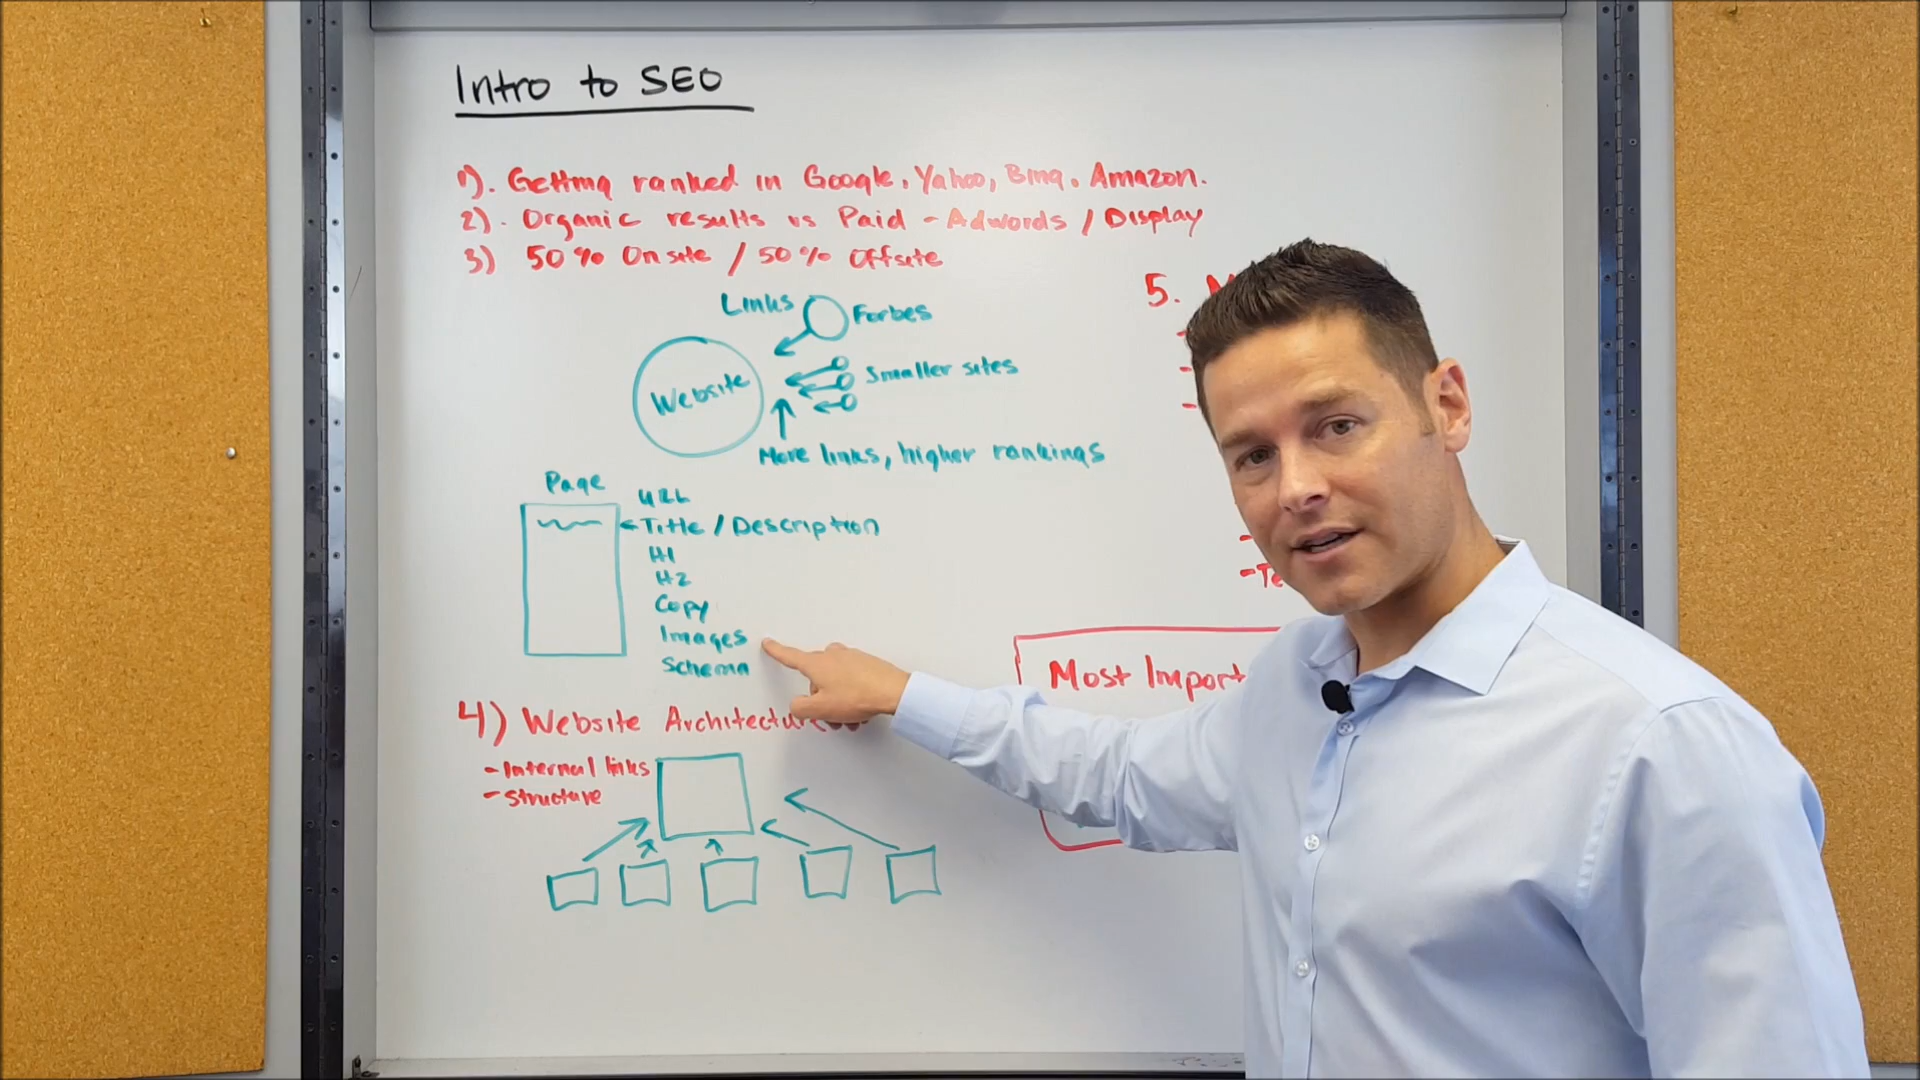 Intro to SEO
1). Getting ranked in Google, Yahoo, Bing, Amazon.
2). Organic results vs Paid - Adwords / Display
3) 50% Onsite / 50% Offsite
Links
Forbes
Website
Smaller sites
More links, higher rankings
Page
URL
Title / Description
H1
H2
Copy
Images
Schema
4) Website Architecture
- Internal links
- Structure
5.
Most